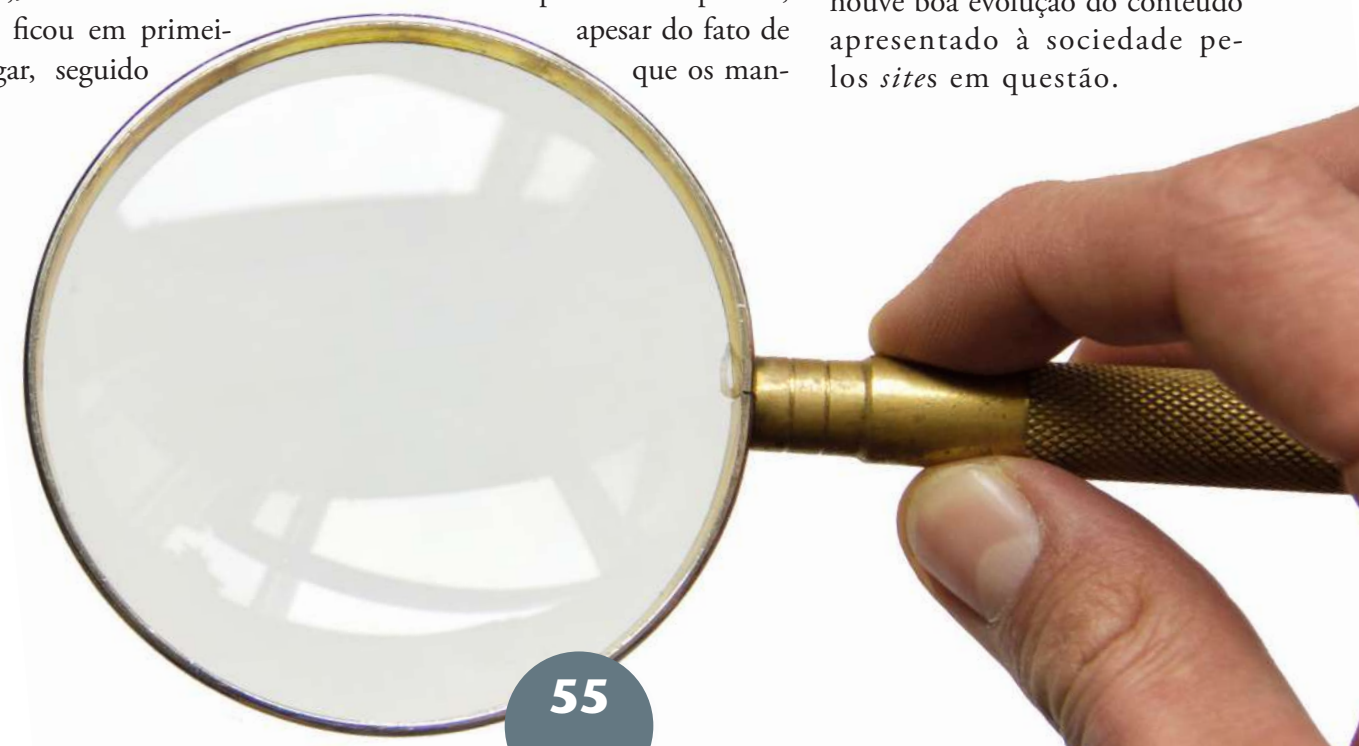 ficou em primei-
gar, seguido
apesar do fato de
que os man-
houve boa evolução do conteúdo
apresentado à sociedade pe-
los sites em questão.
55